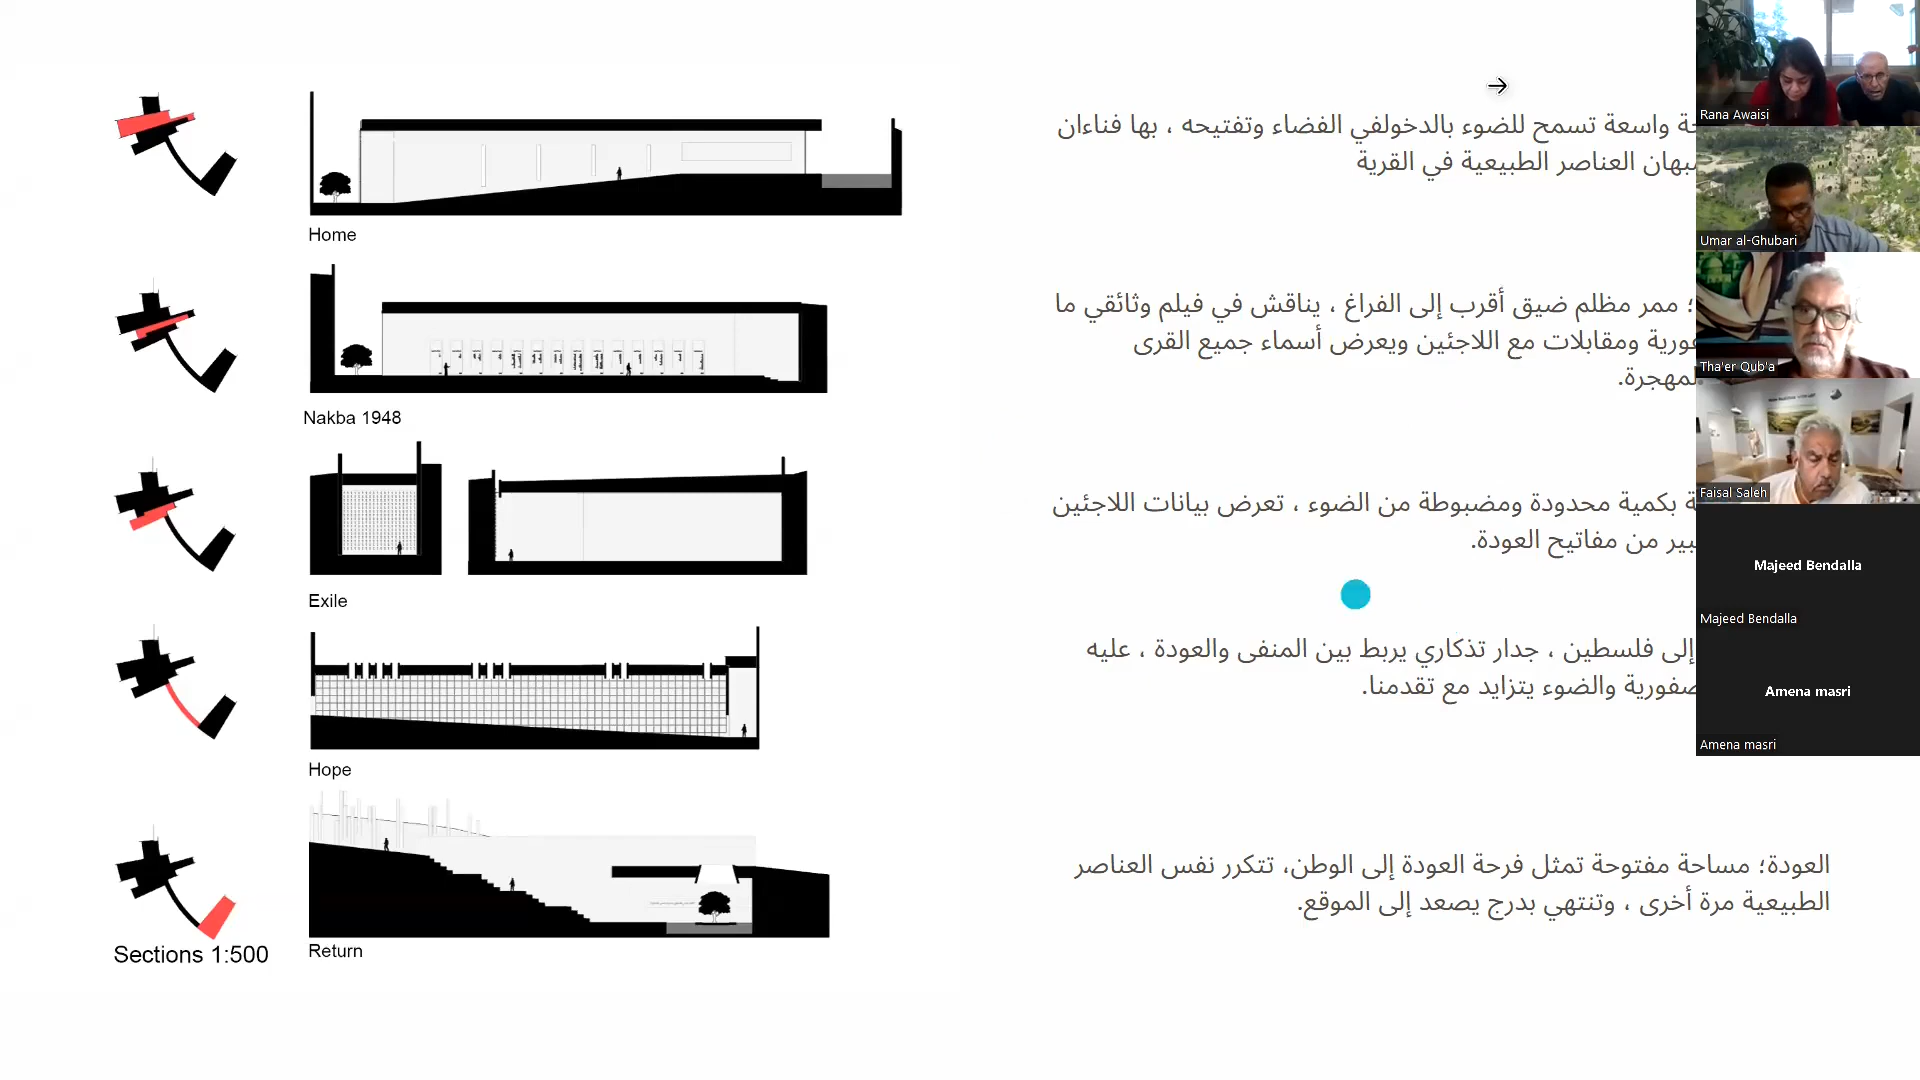 Home
Nakba 1948
Exile
Hope
Return
Sections 1:500
واسعة تسمح للضوء بالدخولفي الفضاء وتفتيحه ، بها فناءان
العناصر الطبيعية في القرية
؛ ممر مظلم ضيق أقرب إلى الفراغ ، يناقش في فيلم وثائقي ما
ومقابلات مع اللاجئين ويعرض أسماء جميع القرى
المهجرة.
بكمية محدودة ومضبوطة من الضوء ، تعرض بيانات اللاجئين
من مفاتيح العودة.
إلى فلسطين ، جدار تذكاري يربط بين المنفى والعودة ، عليه
صفورية والضوء يتزايد مع تقدمنا.
العودة؛ مساحة مفتوحة تمثل فرحة العودة إلى الوطن، تتكرر نفس العناصر
الطبيعية مرة أخرى ، وتنتهي بدرج يصعد إلى الموقع.
Rana Awaisi
Umar al-Ghubari
Tha'er Qub'a
Faisal Saleh
Majeed Bendalla
Majeed Bendalla
Amena masri
Amena masri